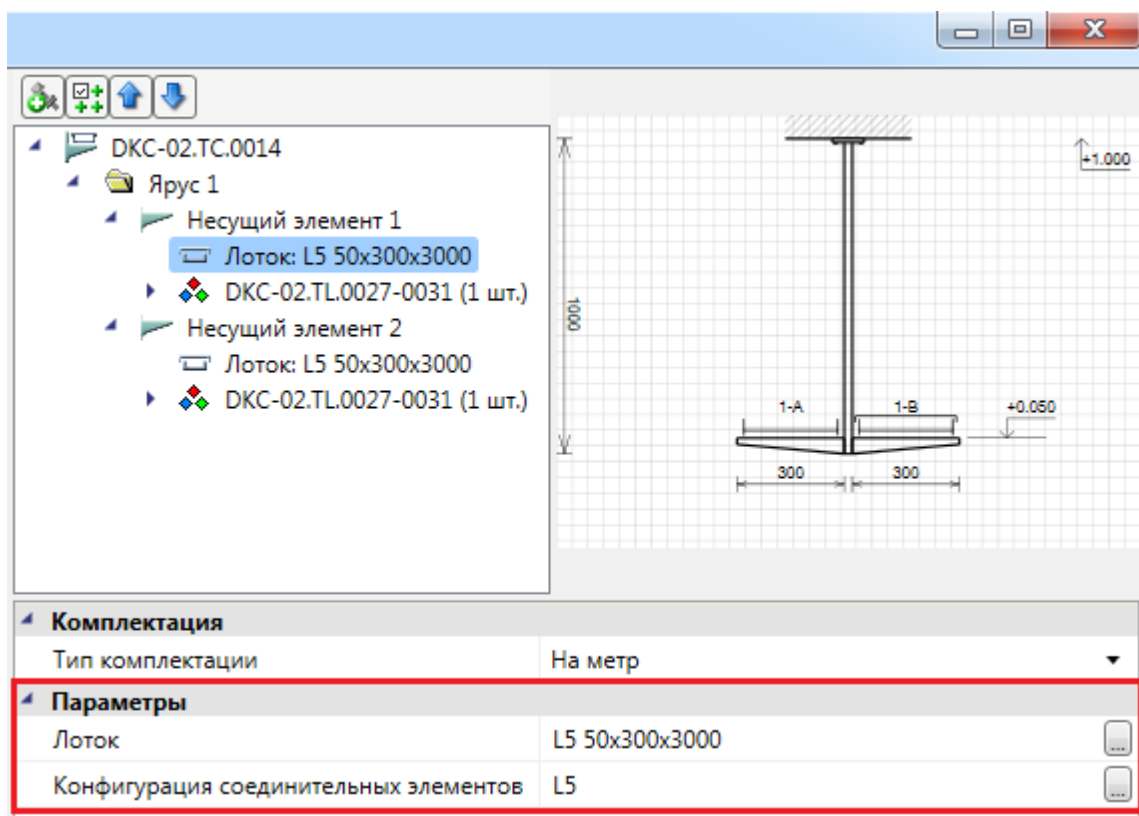 DKC-02.TC.0014
Ярус 1
Несущий элемент 1
Лоток: L5 50x300x3000
DKC-02.TL.0027-0031 (1 шт.)
Несущий элемент 2
Лоток: L5 50x300x3000
DKC-02.TL.0027-0031 (1 шт.)
+1.000
1000
1-A 1-B +0.050
300 300
Комплектация
Тип комплектации На метр
Параметры
Лоток L5 50x300x3000 ...
Конфигурация соединительных элементов L5 ...